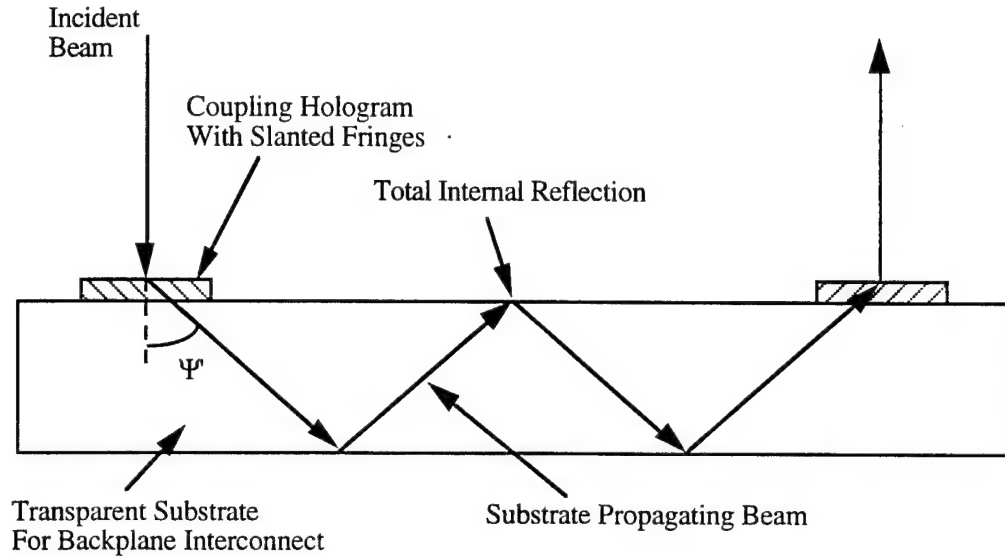 Incident
Beam
Coupling Hologram
With Slanted Fringes
Total Internal Reflection
Ψ'
Transparent Substrate
For Backplane Interconnect
Substrate Propagating Beam